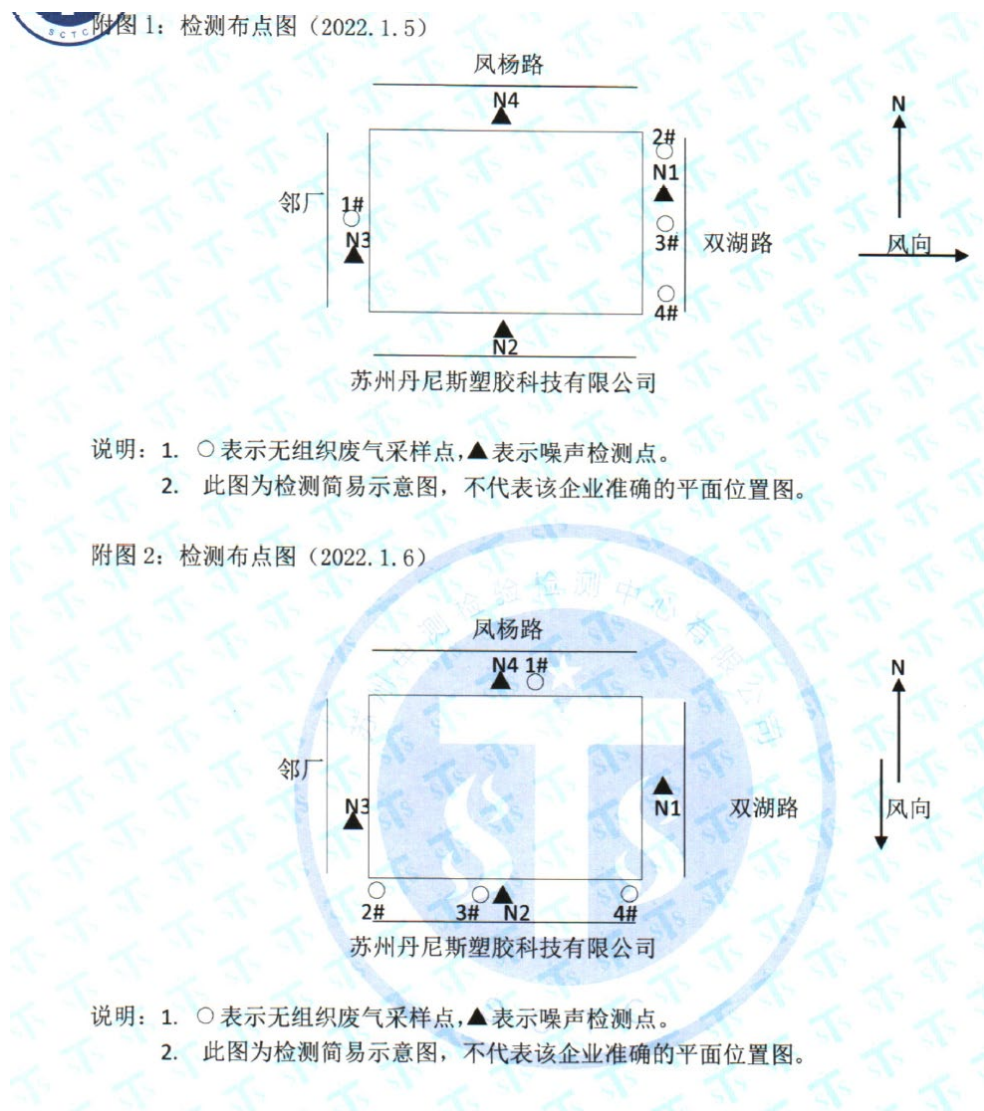 SCTC
附图 1：检测布点图（2022.1.5）
凤杨路
N4
N
2#
N1
邻厂
1#
N3
3#
双湖路
风向
4#
N2
苏州丹尼斯塑胶科技有限公司
说明：1. ○表示无组织废气采样点，▲表示噪声检测点。
2. 此图为检测简易示意图，不代表该企业准确的平面位置图。
附图 2：检测布点图（2022.1.6）
凤杨路
N4 1#
N
邻厂
N3
N1
双湖路
风向
2#
3#
N2
4#
苏州丹尼斯塑胶科技有限公司
说明：1. ○表示无组织废气采样点，▲表示噪声检测点。
2. 此图为检测简易示意图，不代表该企业准确的平面位置图。